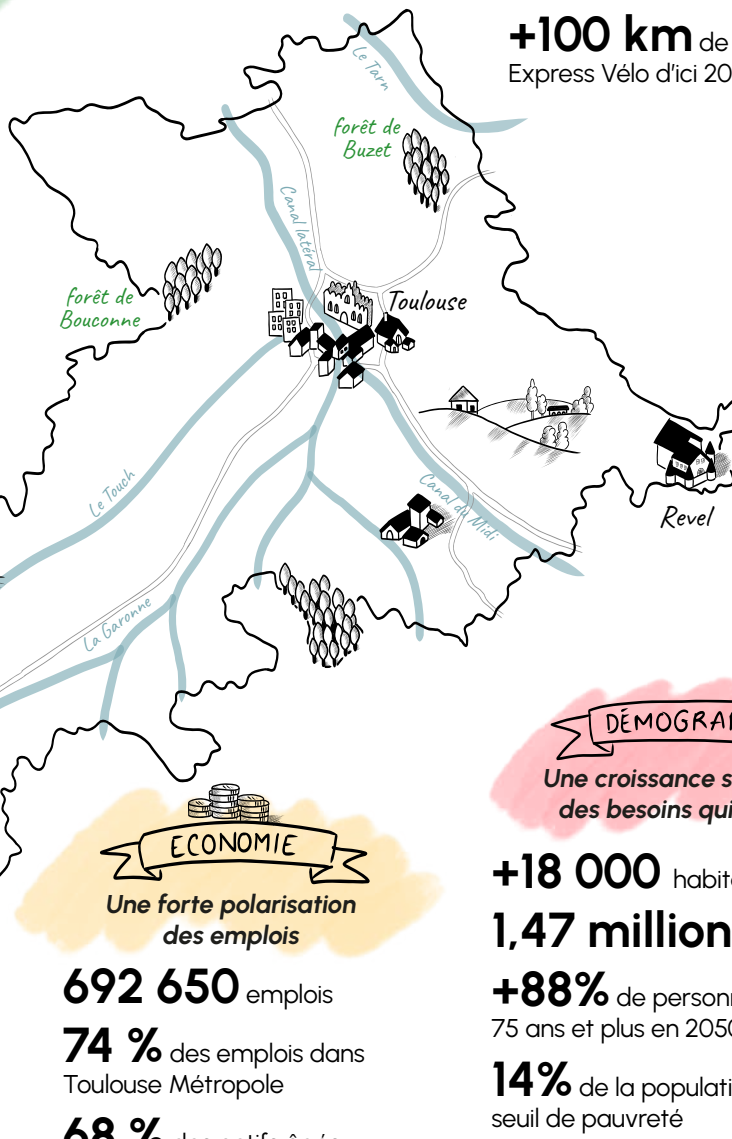 +100 km de
Express Vélo d'ici 20
Le Tarn
forêt de
Buzet
Canal latéral
forêt de
Bouconne
Toulouse
Le Touch
Canal du Midi
Revel
La Garonne
ECONOMIE
Une forte polarisation
des emplois
692 650 emplois
74 % des emplois dans
Toulouse Métropole
68 %
DÉMOGRA
Une croissance s
des besoins qui
+18 000 habit
1,47 million
+88% de person
75 ans et plus en 2050
14% de la populati
seuil de pauvreté